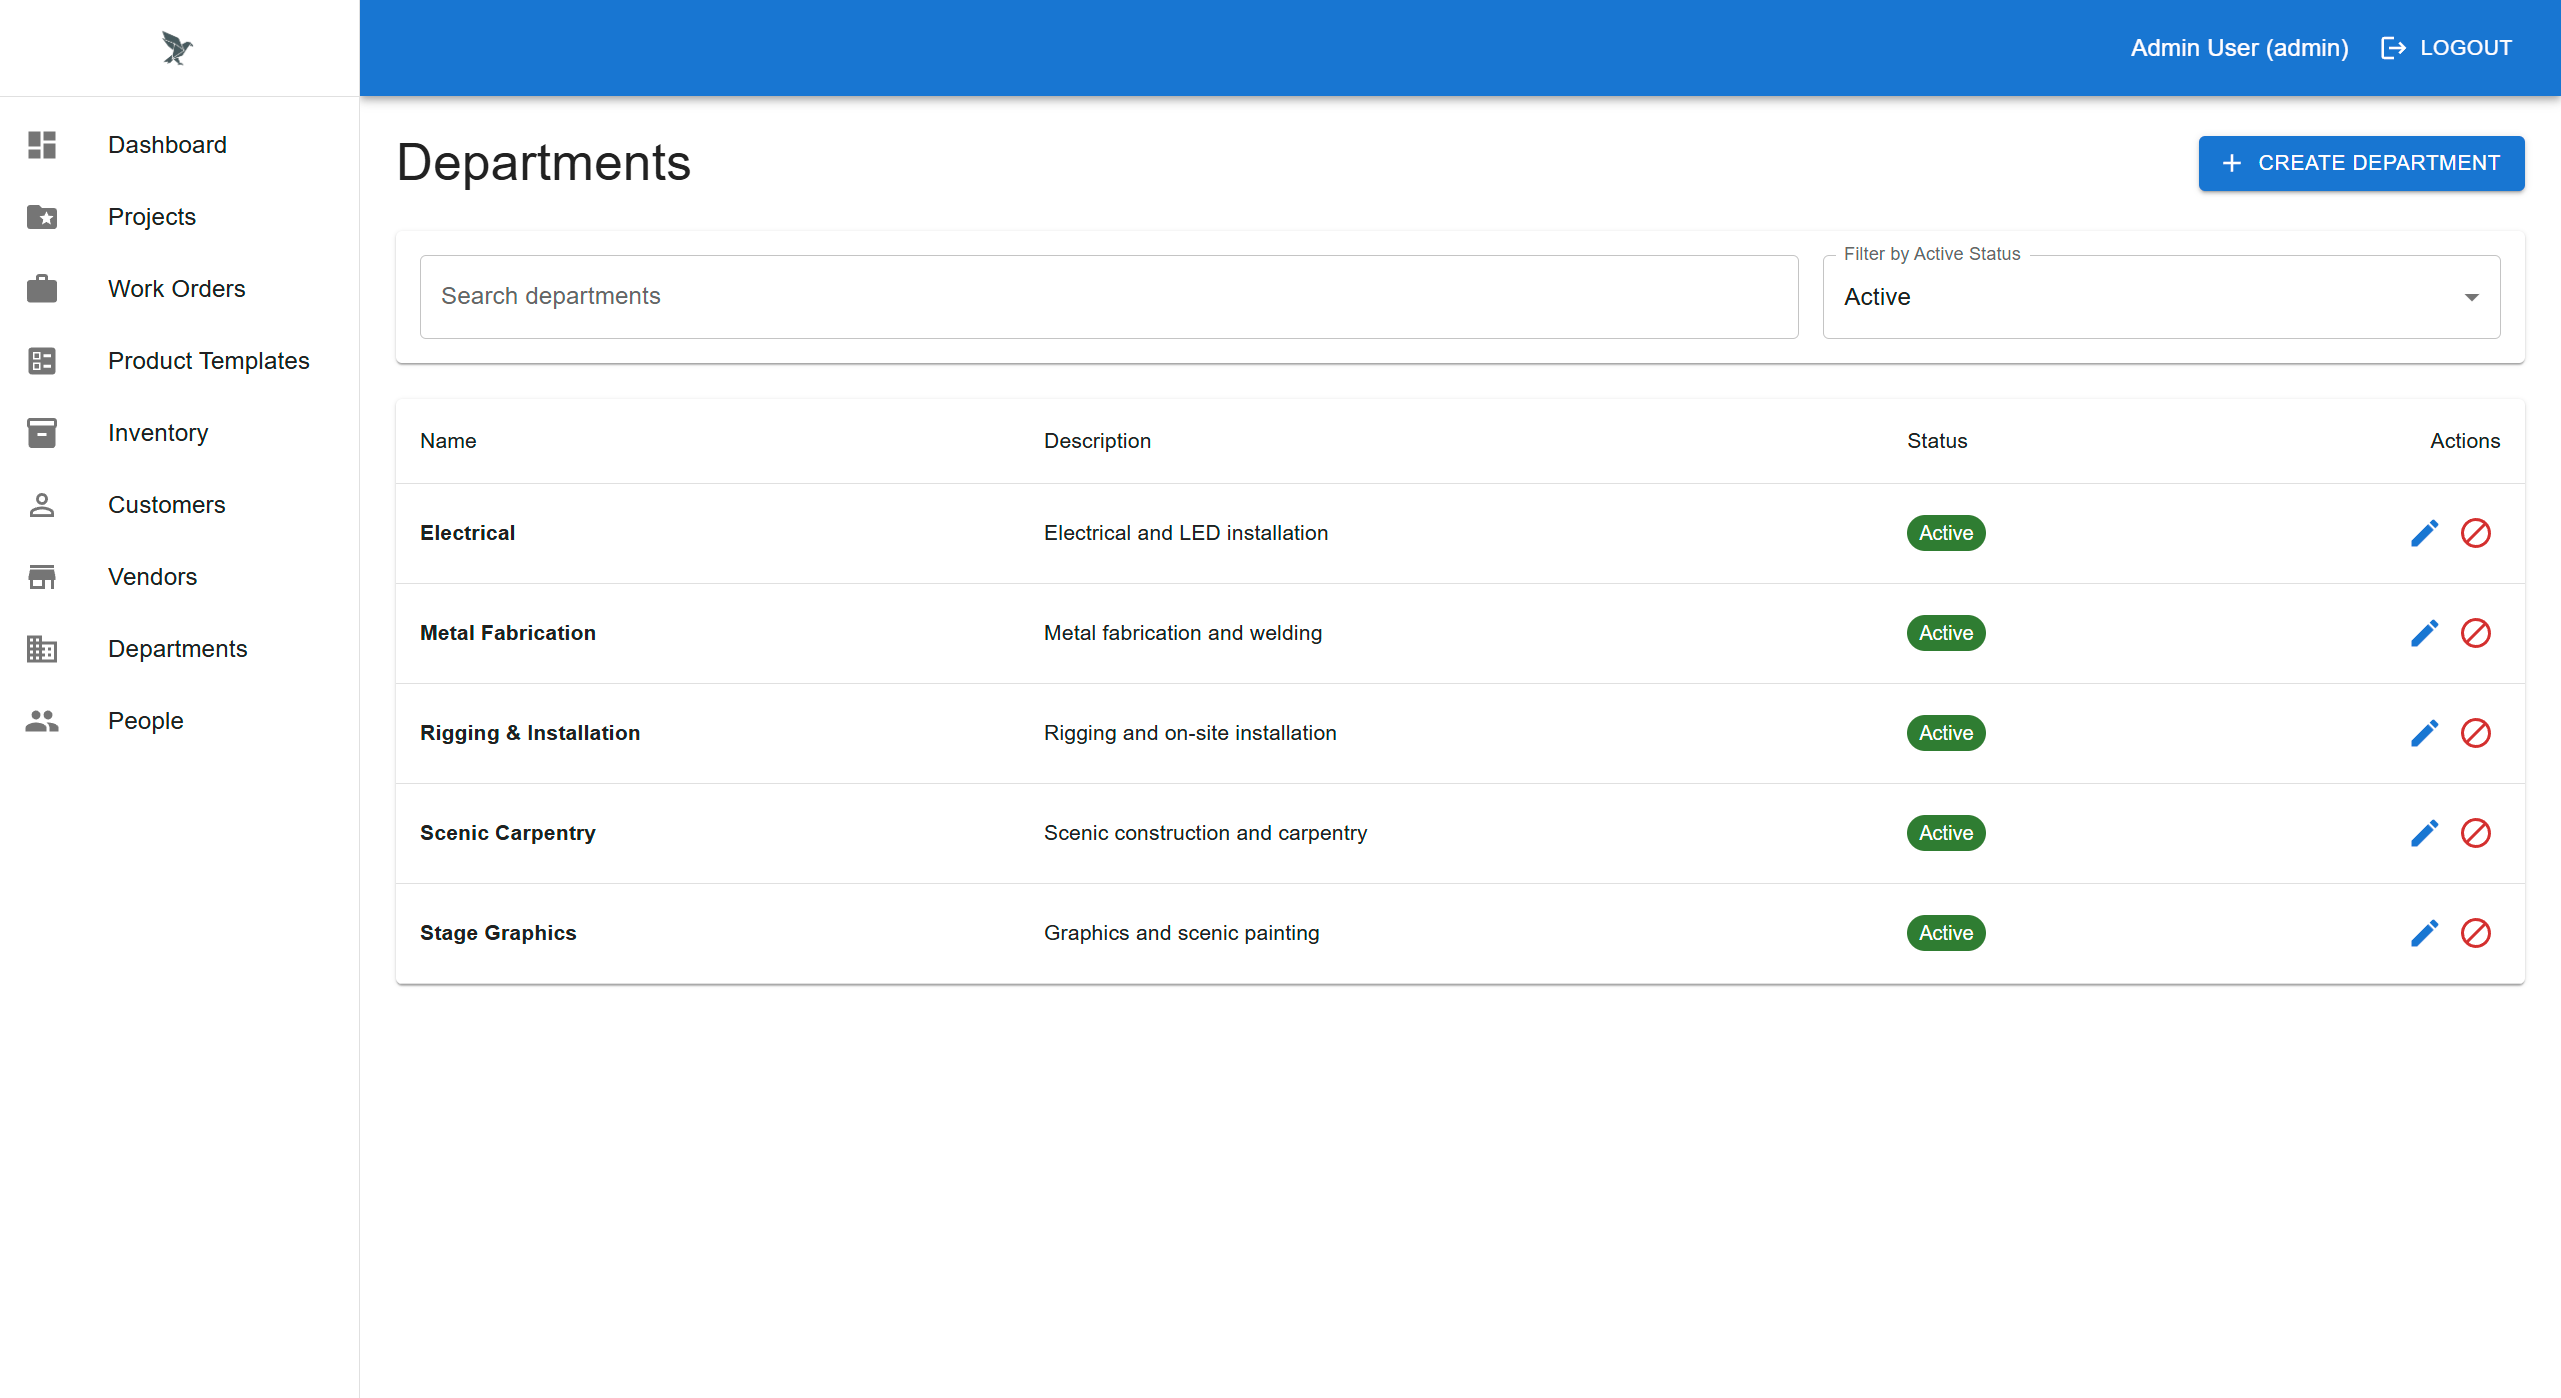 Admin User (admin)
LOGOUT
Dashboard
Projects
Work Orders
Product Templates
Inventory
Customers
Vendors
Departments
People
Departments
CREATE DEPARTMENT
Search departments
Filter by Active Status
Active
Name Description Status Actions
Electrical Electrical and LED installation Active
Metal Fabrication Metal fabrication and welding Active
Rigging & Installation Rigging and on-site installation Active
Scenic Carpentry Scenic construction and carpentry Active
Stage Graphics Graphics and scenic painting Active